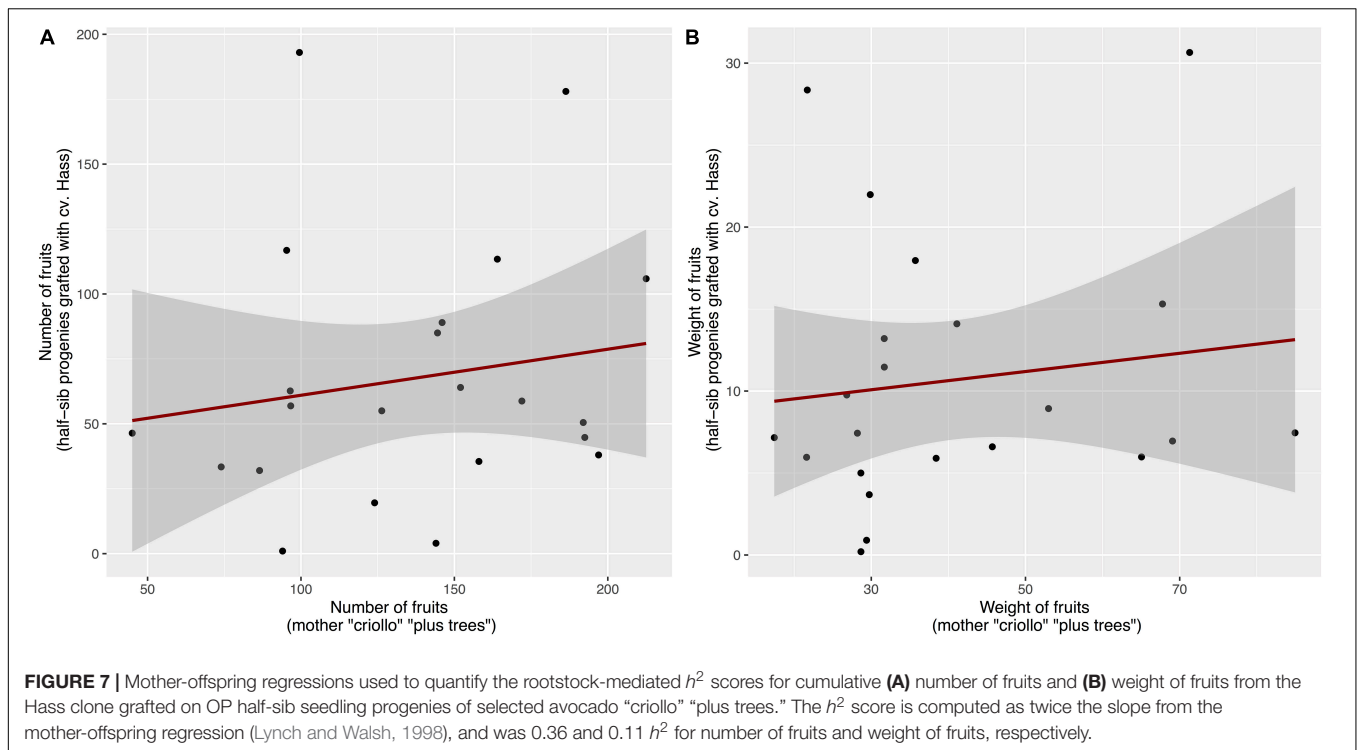 A
200
150
100
50
0
Number of fruits
(half−sib progenies grafted with cv. Hass)
50
100
150
200
Number of fruits
(mother "criollo" "plus trees")
B
30
20
10
0
Weight of fruits
(half−sib progenies grafted with cv. Hass)
30
50
70
Weight of fruits
(mother "criollo" "plus trees")
FIGURE 7 | Mother-offspring regressions used to quantify the rootstock-mediated h² scores for cumulative (A) number of fruits and (B) weight of fruits from the
Hass clone grafted on OP half-sib seedling progenies of selected avocado “criollo” “plus trees.” The h² score is computed as twice the slope from the
mother-offspring regression (Lynch and Walsh, 1998), and was 0.36 and 0.11 h² for number of fruits and weight of fruits, respectively.